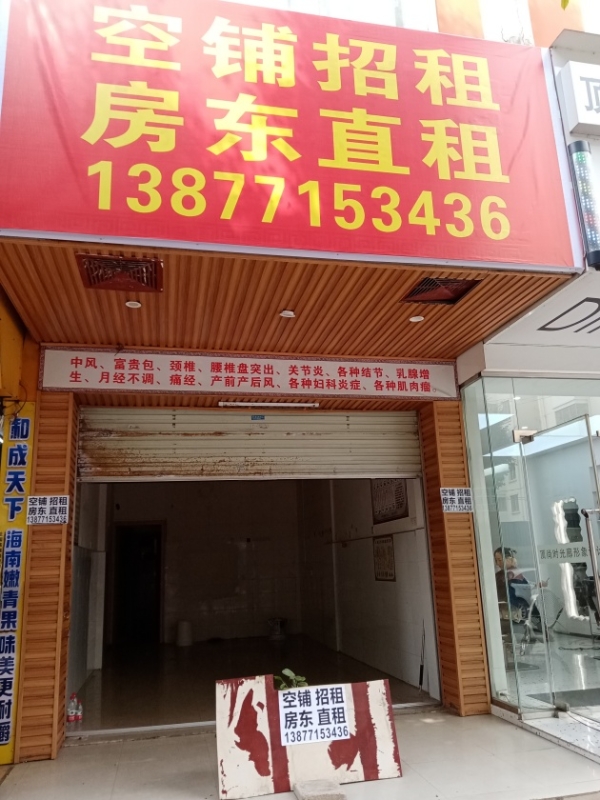 空铺招租
房东直租
13877153436
顶
中风、富贵包、颈椎、腰椎盘突出、关节炎、各种结节、乳腺增
生、月经不调、痛经、产前产后风、各种妇科炎症、各种肌肉瘤
和成天下 海南嫩青果 味美更耐嚼
空铺 招租
房东 直租
13877153436
空铺 招租
房东 直租
13877153436
空铺 招租
房东 直租
13877153436